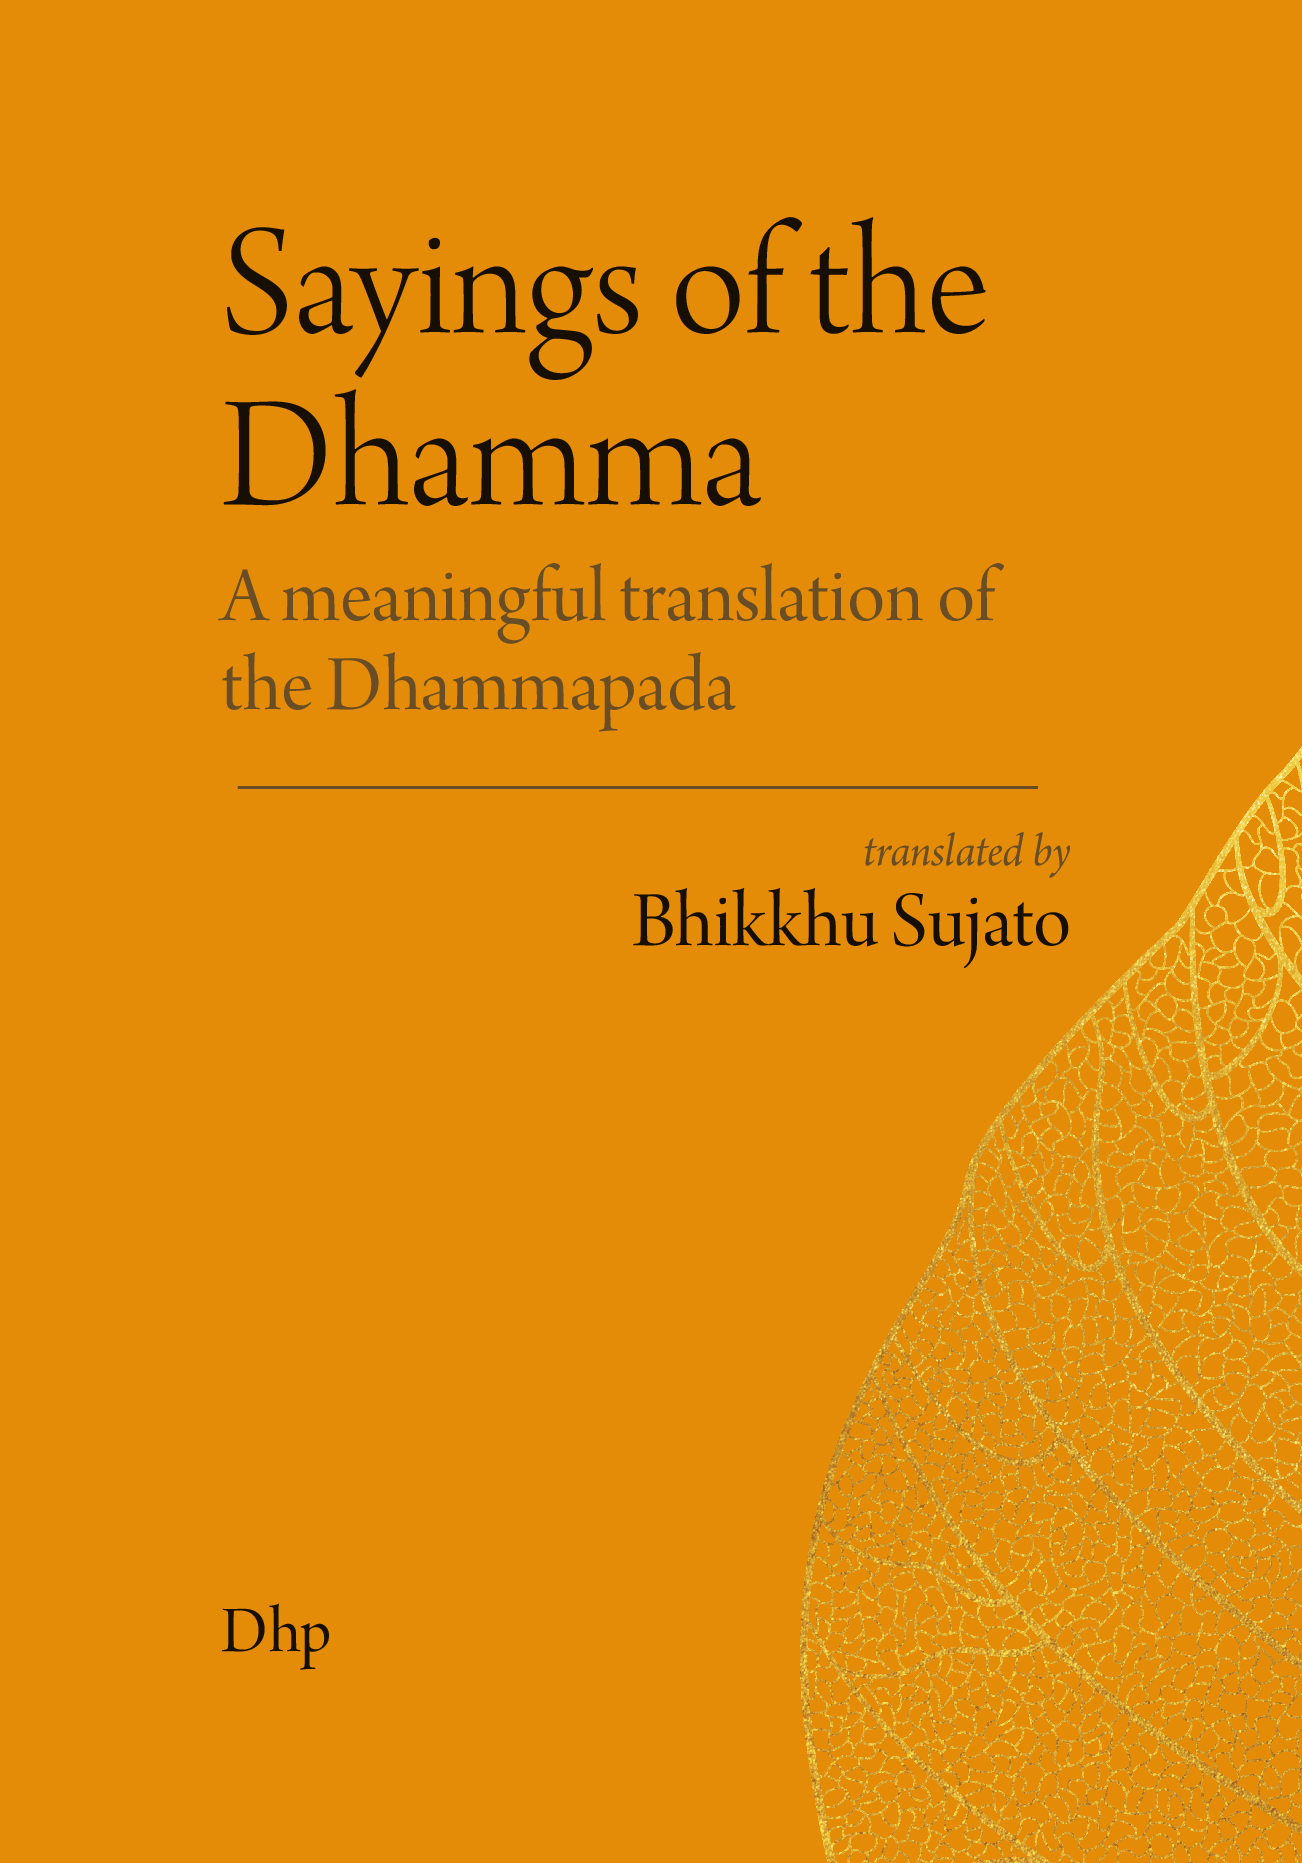 Sayings of the
Dhamma
A meaningful translation of
the Dhammapada
translated by
Bhikkhu Sujato
Dhp